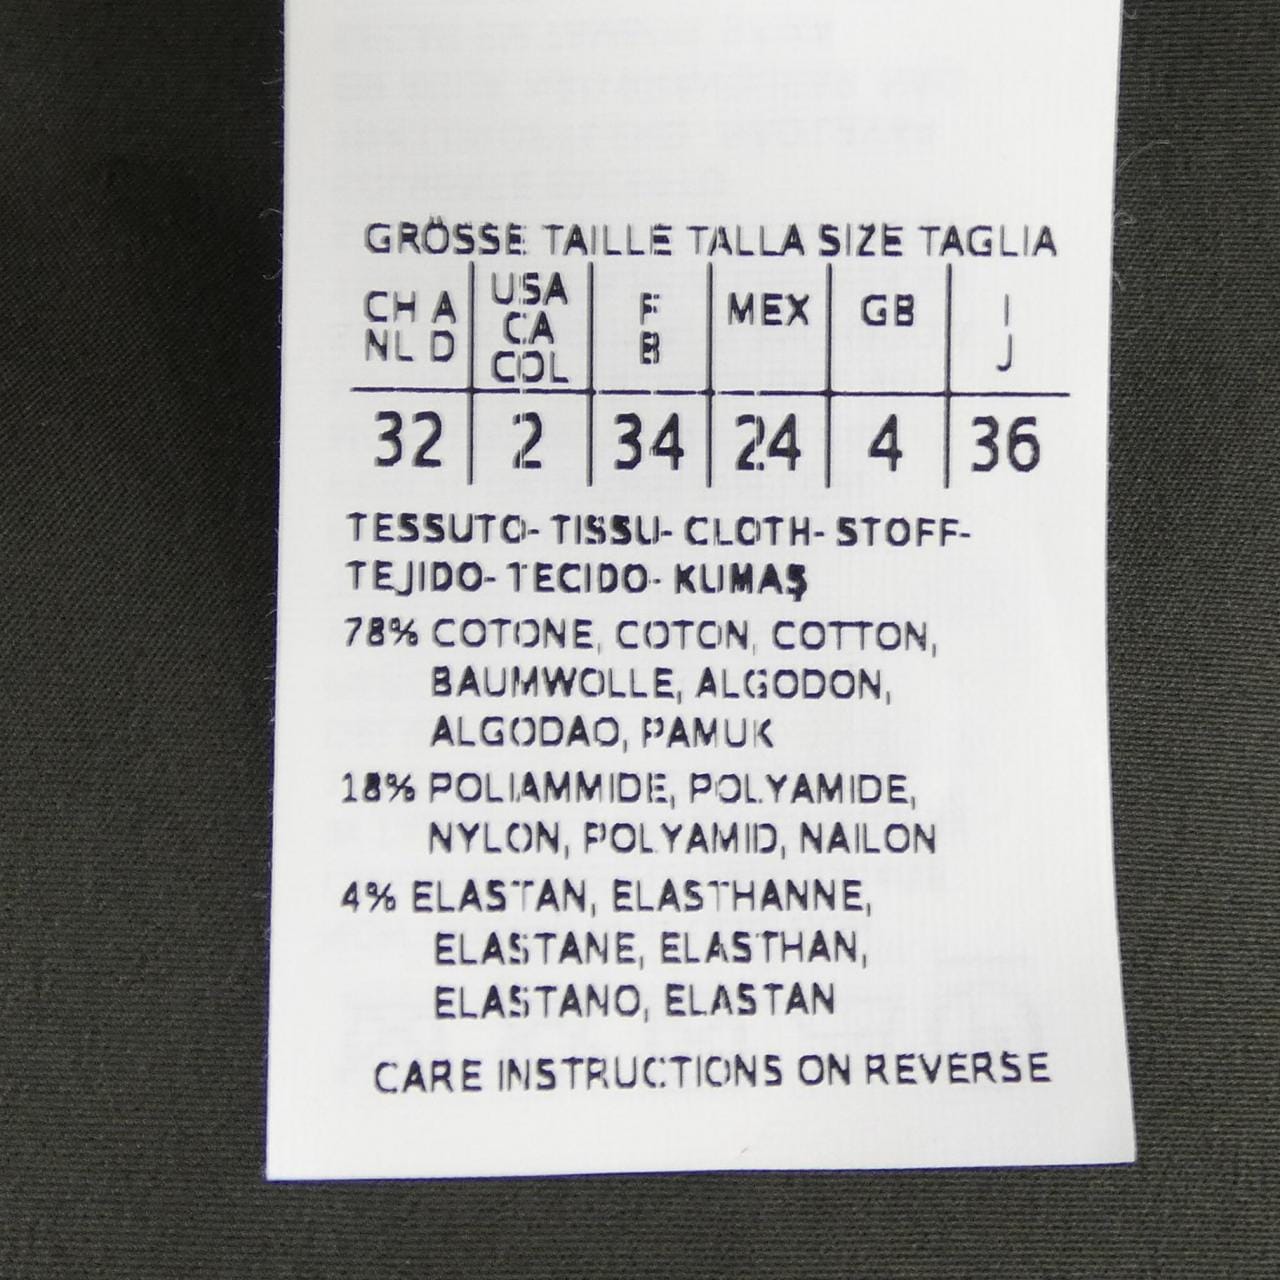 GRÖSSE TAILLE TALLA SIZE TAGLIA
CH A NL D USA CA COL F B MEX GB I J
32 2 34 24 4 36
TESSUTO- TISSU- CLOTH- STOFF-
TEJIDO- TECIDO- KUMAŞ
78% COTONE, COTON, COTTON,
BAUMWOLLE, ALGODON,
ALGODAO, PAMUK
18% POLIAMMIDE, POLYAMIDE,
NYLON, POLYAMID, NAILON
4% ELASTAN, ELASTHANNE,
ELASTANE, ELASTHAN,
ELASTANO, ELASTAN
CARE INSTRUCTIONS ON REVERSE